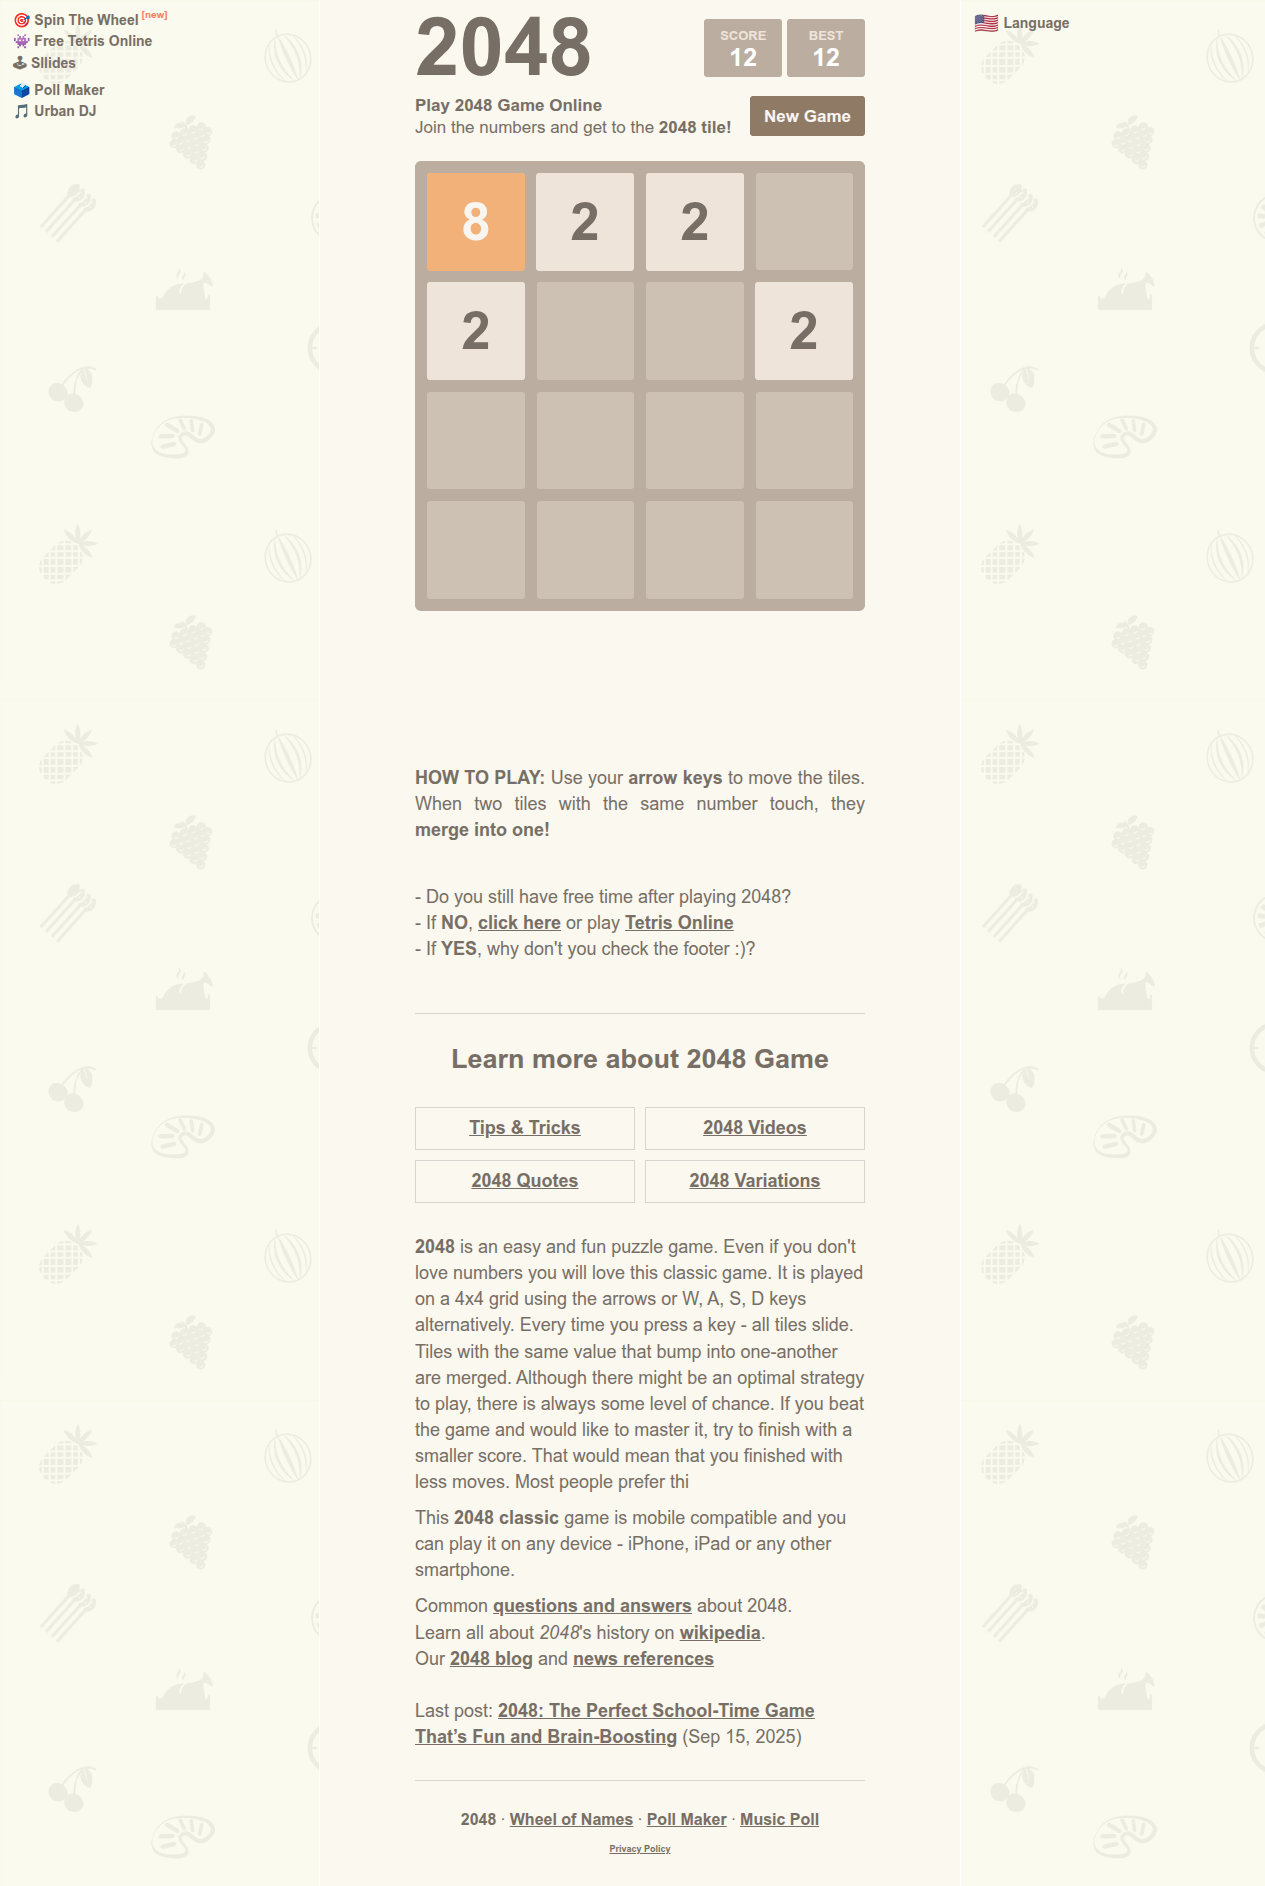 Spin The Wheel [new]
Free Tetris Online
Sllides
Poll Maker
Urban DJ
Language
2048
SCORE
12
BEST
12
Play 2048 Game Online
Join the numbers and get to the 2048 tile!
New Game
8 2 2
2 2
HOW TO PLAY: Use your arrow keys to move the tiles.
When two tiles with the same number touch, they
merge into one!
- Do you still have free time after playing 2048?
- If NO, click here or play Tetris Online
- If YES, why don't you check the footer :)?
Learn more about 2048 Game
Tips & Tricks
2048 Videos
2048 Quotes
2048 Variations
2048 is an easy and fun puzzle game. Even if you don't
love numbers you will love this classic game. It is played
on a 4x4 grid using the arrows or W, A, S, D keys
alternatively. Every time you press a key - all tiles slide.
Tiles with the same value that bump into one-another
are merged. Although there might be an optimal strategy
to play, there is always some level of chance. If you beat
the game and would like to master it, try to finish with a
smaller score. That would mean that you finished with
less moves. Most people prefer thi
This 2048 classic game is mobile compatible and you
can play it on any device - iPhone, iPad or any other
smartphone.
Common questions and answers about 2048.
Learn all about 2048's history on wikipedia.
Our 2048 blog and news references
Last post: 2048: The Perfect School-Time Game
That’s Fun and Brain-Boosting (Sep 15, 2025)
2048 · Wheel of Names · Poll Maker · Music Poll
Privacy Policy